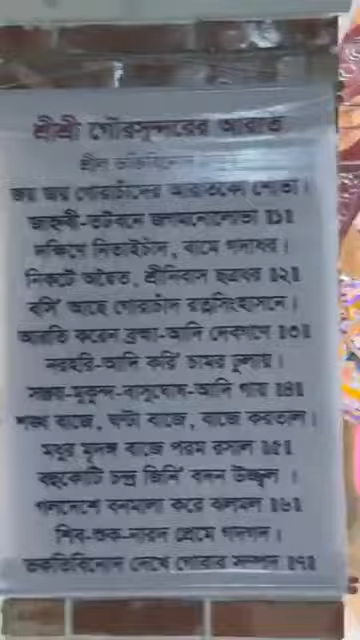 শ্রীশ্রী গৌরসুন্দরের আরতি
শ্রীল ভক্তিবিনোদ
জয় জয় গোরাচাঁদের আরতিকো শোভা।
জাহ্নবী-তটবনে জগমনোলোভা ॥১॥
দক্ষিণে নিতাইচাঁদ, বামে গদাধর।
নিকটে অদ্বৈত, শ্রীনিবাস ছত্রধর ॥২॥
বসি' আছে গোরাচাঁদ রত্নসিংহাসনে।
আরতি করেন ব্রহ্মা-আদি দেবগণে ॥৩॥
নরহরি-আদি করি' চামর ঢুলায়।
সঞ্জয়-মুকুন্দ-বাসুঘোষ-আদি গায় ॥৪॥
শঙ্খ বাজে, ঘণ্টা বাজে, বাজে করতাল।
মধুর মৃদঙ্গ বাজে পরম রসাল ॥৫॥
বহুকোটি চন্দ্র জিনি' বদন উজ্জ্বল।
গলদেশে বনমালা করে ঝলমল ॥৬॥
শিব-শুক-নারদ প্রেমে গদগদ।
ভকতিবিনোদ দেখে গোরার সম্পদ ॥৭॥